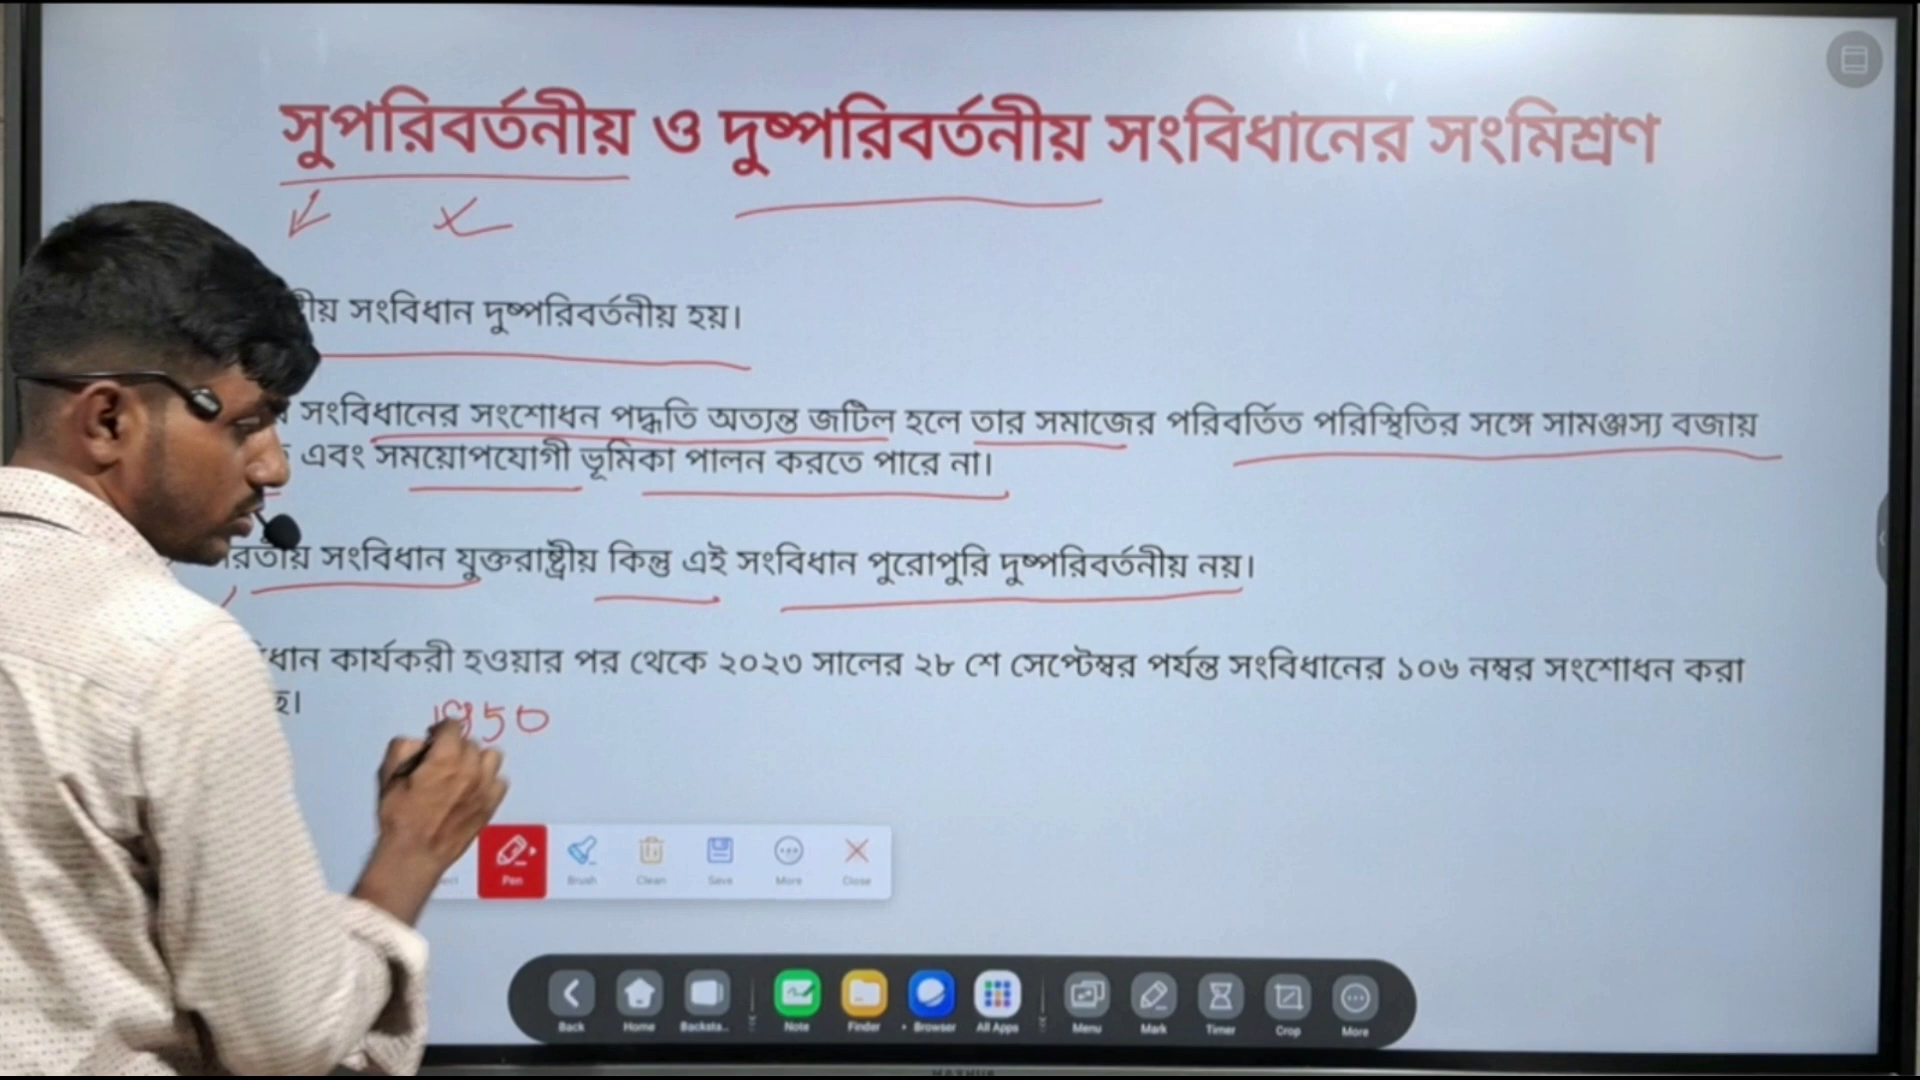 সুপরিবর্তনীয় ও দুষ্পরিবর্তনীয় সংবিধানের সংমিশ্রণ
সংবিধান দুষ্পরিবর্তনীয় হয়।
সংবিধানের সংশোধন পদ্ধতি অত্যন্ত জটিল হলে তার সমাজের পরিবর্তিত পরিস্থিতির সঙ্গে সামঞ্জস্য বজায়
এবং সময়োপযোগী ভূমিকা পালন করতে পারে না।
সংবিধান যুক্তরাষ্ট্রীয় কিন্তু এই সংবিধান পুরোপুরি দুষ্পরিবর্তনীয় নয়।
কার্যকরী হওয়ার পর থেকে ২০২৩ সালের ২৮ শে সেপ্টেম্বর পর্যন্ত সংবিধানের ১০৬ নম্বর সংশোধন করা
1950
Pen Brush Clean Save More Close
Back Home Backsta... Note Finder Browser All Apps Menu Mark Timer Crop More